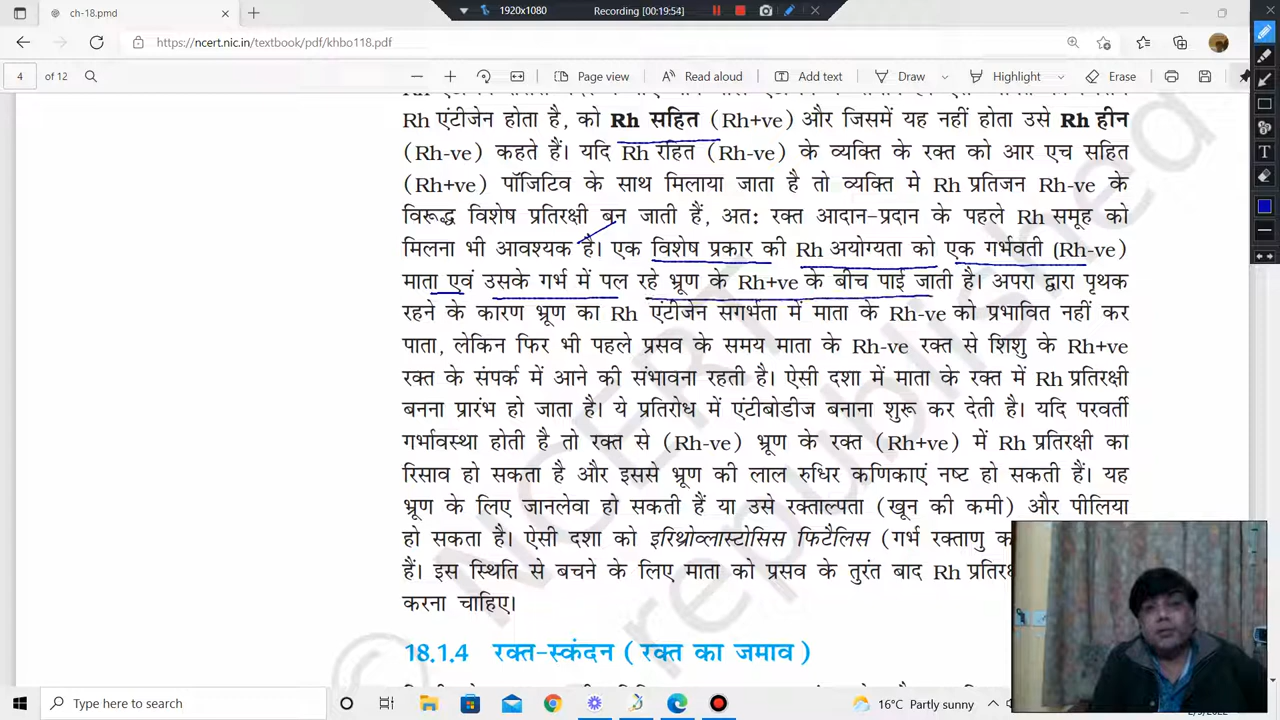 ch-18.pmd
1920x1080
Recording [00:19:54]
https://ncert.nic.in/textbook/pdf/khbo118.pdf
4 of 12
Page view
Read aloud
Add text
Draw
Highlight
Erase
Rh एंटीजेन होता है, को Rh सहित (Rh+ve) और जिसमें यह नहीं होता उसे Rh हीन
(Rh-ve) कहते हैं। यदि Rh रहित (Rh-ve) के व्यक्ति के रक्त को आर एच सहित
(Rh+ve) पॉजिटिव के साथ मिलाया जाता है तो व्यक्ति मे Rh प्रतिजन Rh-ve के
विरूद्ध विशेष प्रतिरक्षी बन जाती हैं, अत: रक्त आदान-प्रदान के पहले Rh समूह को
मिलना भी आवश्यक है। एक विशेष प्रकार की Rh अयोग्यता को एक गर्भवती (Rh-ve)
माता एवं उसके गर्भ में पल रहे भ्रूण के Rh+ve के बीच पाई जाती है। अपरा द्वारा पृथक
रहने के कारण भ्रूण का Rh एंटीजेन सगर्भता में माता के Rh-ve को प्रभावित नहीं कर
पाता, लेकिन फिर भी पहले प्रसव के समय माता के Rh-ve रक्त से शिशु के Rh+ve
रक्त के संपर्क में आने की संभावना रहती है। ऐसी दशा में माता के रक्त में Rh प्रतिरक्षी
बनना प्रारंभ हो जाता है। ये प्रतिरोध में एंटीबोडीज बनाना शुरू कर देती है। यदि परवर्ती
गर्भावस्था होती है तो रक्त से (Rh-ve) भ्रूण के रक्त (Rh+ve) में Rh प्रतिरक्षी का
रिसाव हो सकता है और इससे भ्रूण की लाल रुधिर कणिकाएं नष्ट हो सकती हैं। यह
भ्रूण के लिए जानलेवा हो सकती हैं या उसे रक्ताल्पता (खून की कमी) और पीलिया
हो सकता है। ऐसी दशा को इरिथ्रोव्लास्टोसिस फिटैलिस (गर्भ रक्ताणु
हैं। इस स्थिति से बचने के लिए माता को प्रसव के तुरंत बाद Rh
करना चाहिए।
18.1.4 रक्त-स्कंदन (रक्त का जमाव)
© NCERT
republished
Type here to search
16°C Partly sunny